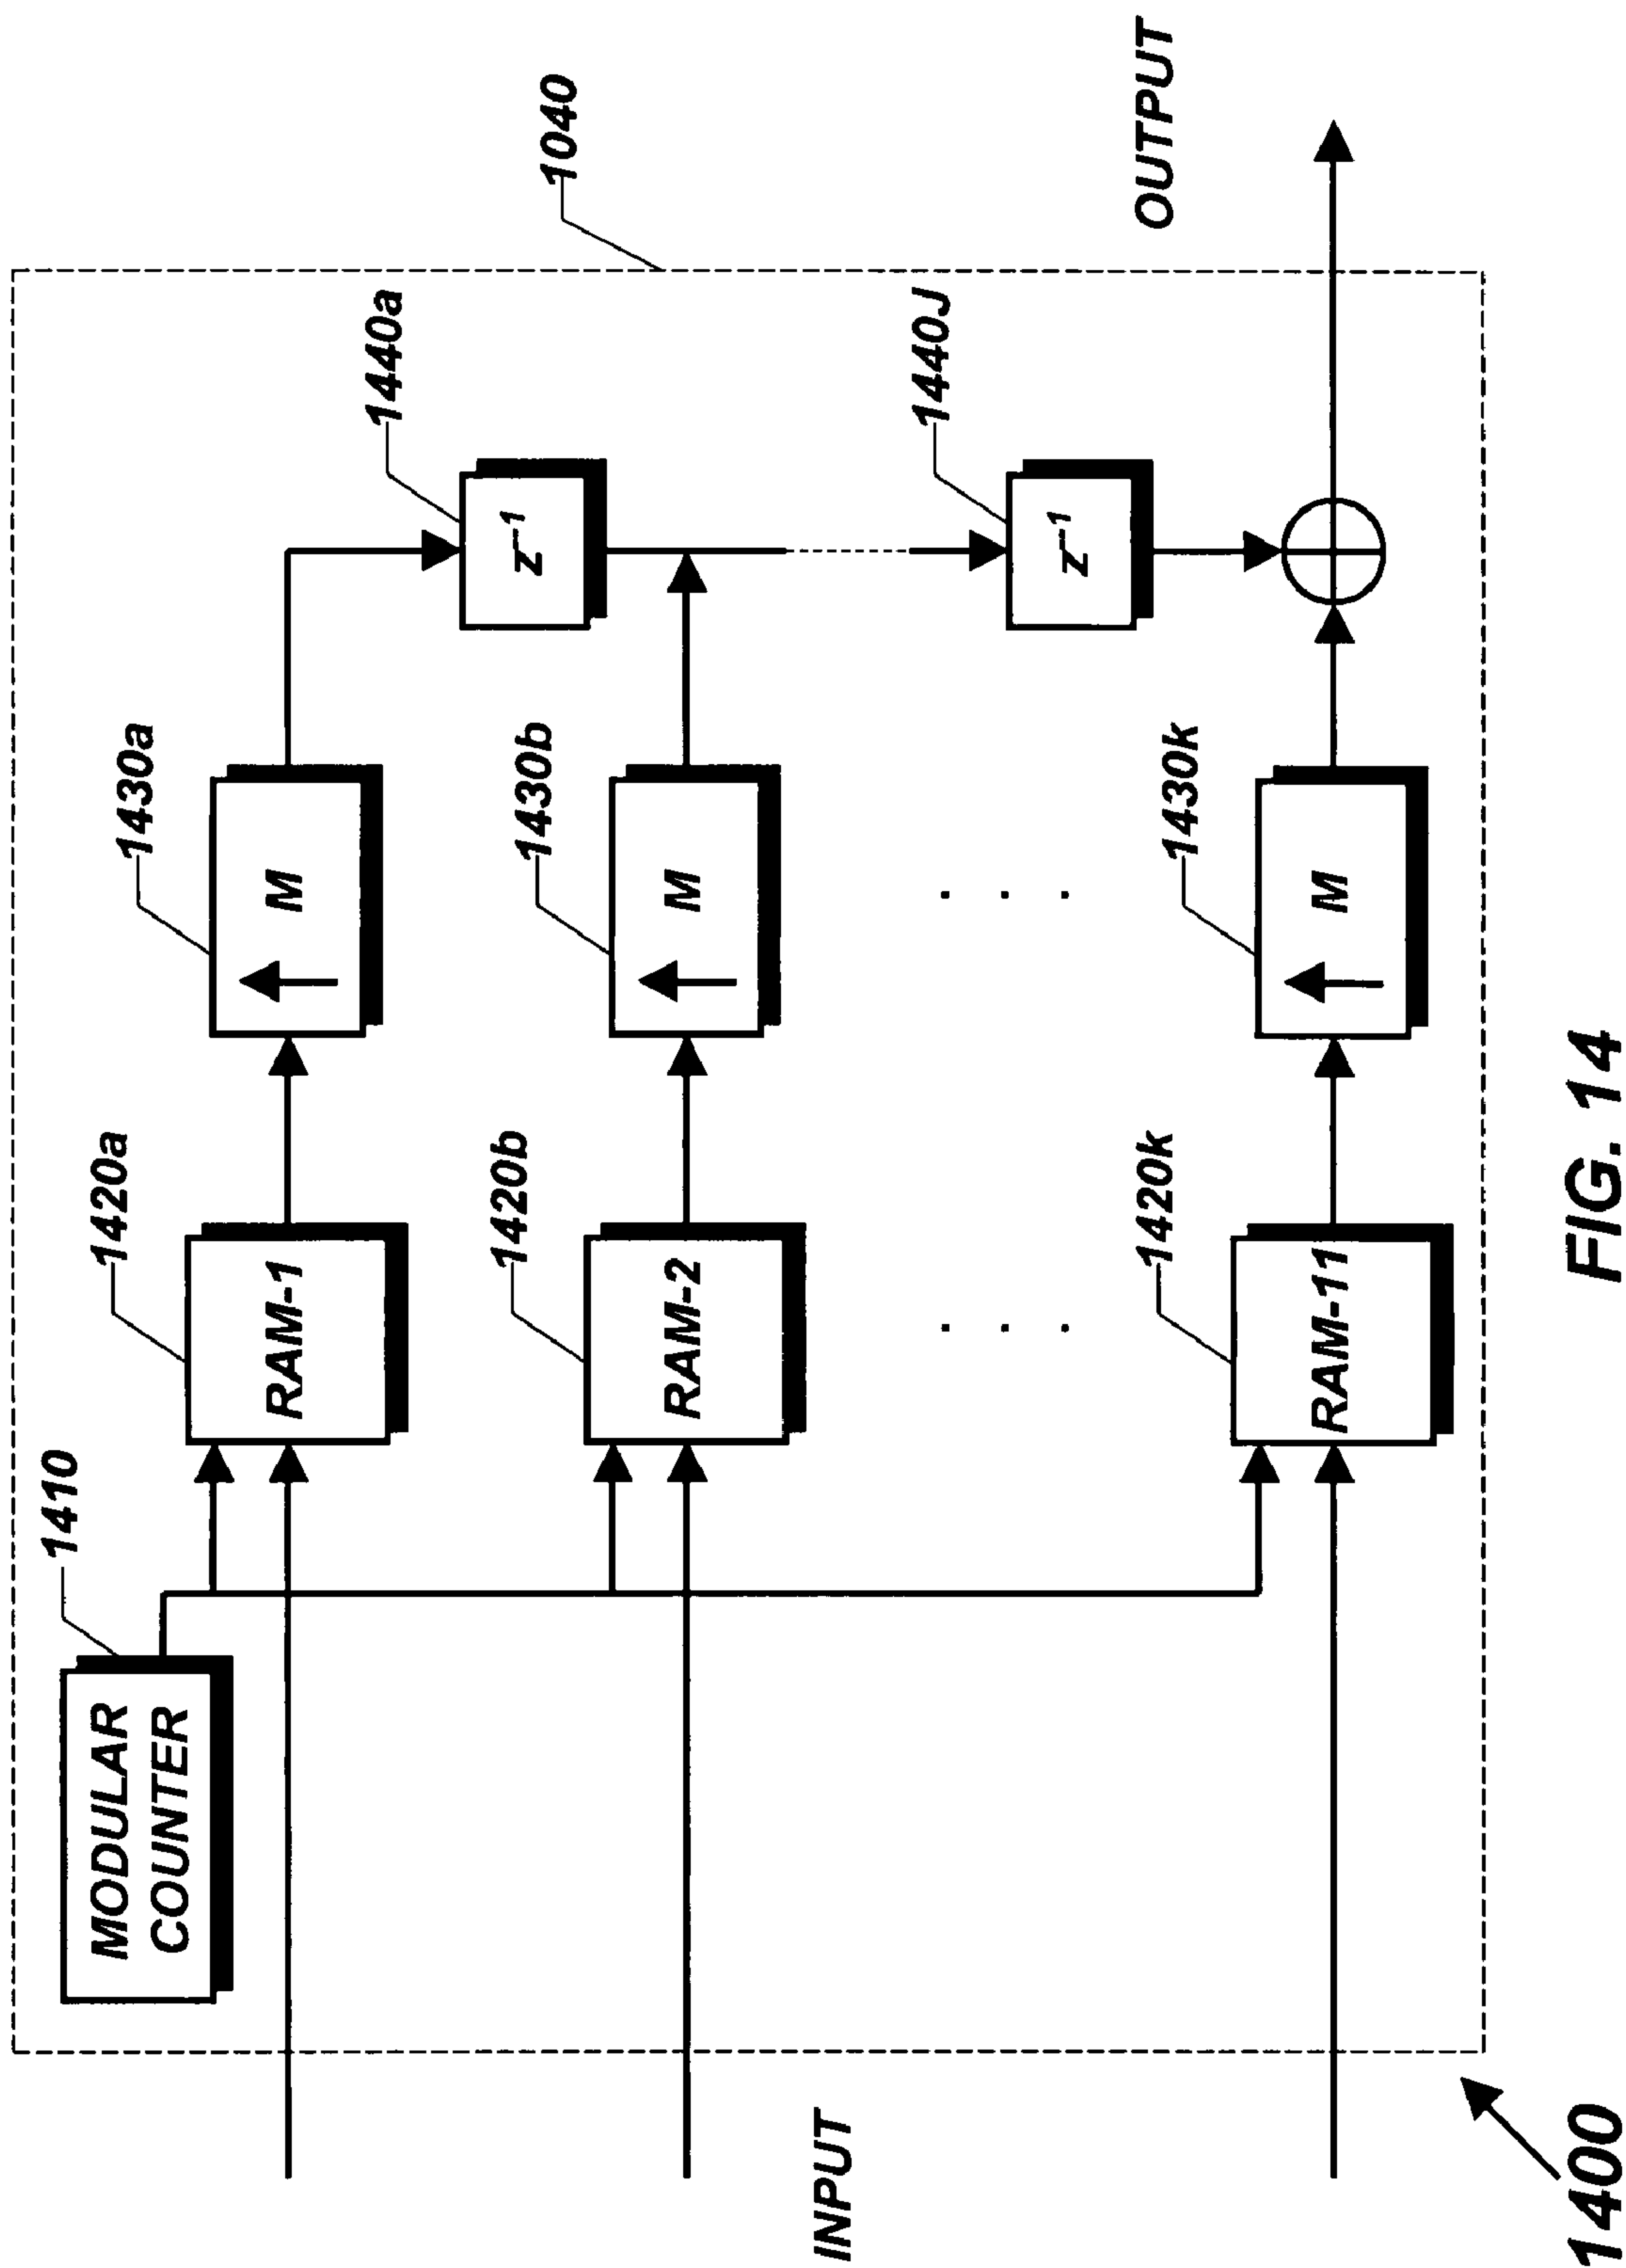 1410
MODULAR
COUNTER
1420a
RAM-1
1430a
↑ M
1440a
z⁻¹
1040
1420b
RAM-2
1430b
↑ M
INPUT
. . .
. . .
1440J
z⁻¹
OUTPUT
1420k
RAM-11
1430k
↑ M
1400
FIG. 14